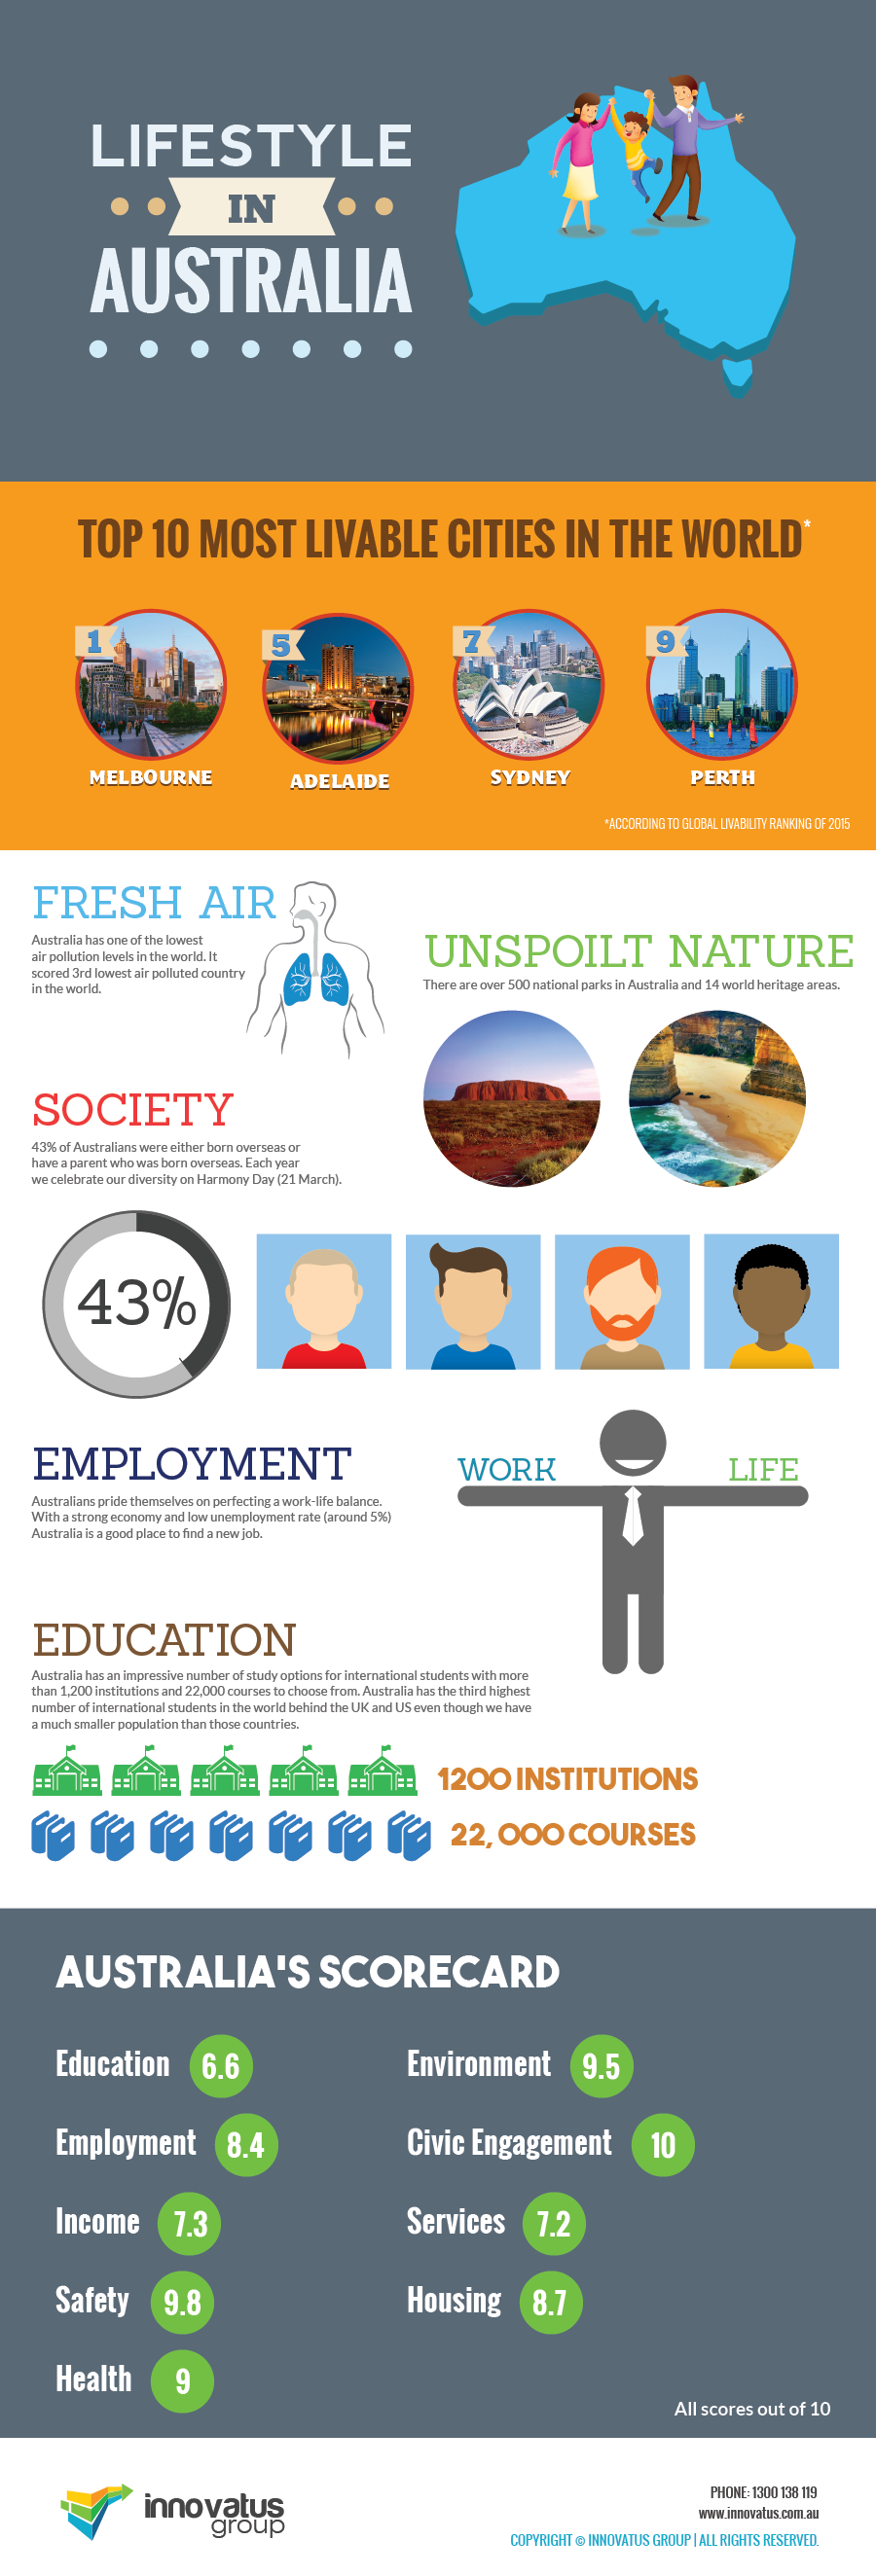 LIFESTYLE
IN
AUSTRALIA
TOP 10 MOST LIVABLE CITIES IN THE WORLD*
1
5
7
9
MELBOURNE
ADELAIDE
SYDNEY
PERTH
*ACCORDING TO GLOBAL LIVABILITY RANKING OF 2015
FRESH AIR
Australia has one of the lowest
air pollution levels in the world. It
scored 3rd lowest air polluted country
in the world.
UNSPOILT NATURE
There are over 500 national parks in Australia and 14 world heritage areas.
SOCIETY
43% of Australians were either born overseas or
have a parent who was born overseas. Each year
we celebrate our diversity on Harmony Day (21 March).
43%
EMPLOYMENT
Australians pride themselves on perfecting a work-life balance.
With a strong economy and low unemployment rate (around 5%)
Australia is a good place to find a new job.
WORK
LIFE
EDUCATION
Australia has an impressive number of study options for international students with more
than 1,200 institutions and 22,000 courses to choose from. Australia has the third highest
number of international students in the world behind the UK and US even though we have
a much smaller population than those countries.
1200 INSTITUTIONS
22, 000 COURSES
AUSTRALIA'S SCORECARD
Education 6.6
Employment 8.4
Income 7.3
Safety 9.8
Health 9
Environment 9.5
Civic Engagement 10
Services 7.2
Housing 8.7
All scores out of 10
innovatus
group
PHONE: 1300 138 119
www.innovatus.com.au
COPYRIGHT © INNOVATUS GROUP | ALL RIGHTS RESERVED.